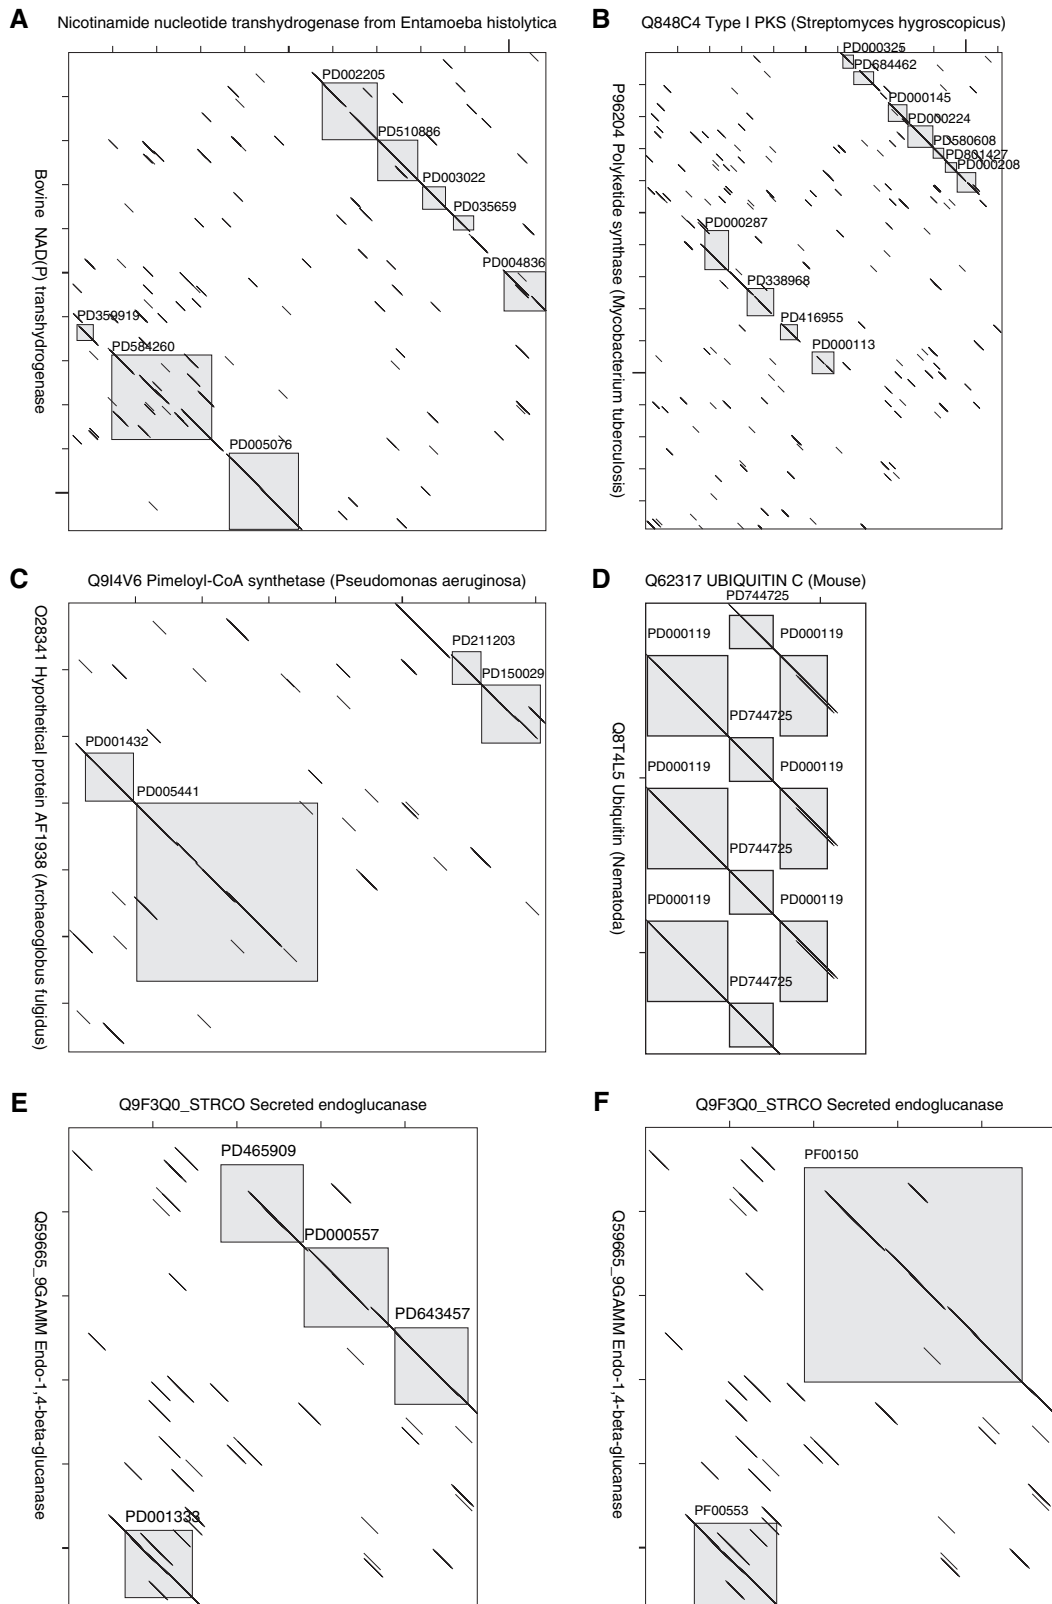 A
Nicotinamide nucleotide transhydrogenase from Entamoeba histolytica
Bovine NAD(P) transhydrogenase
PD002205
PD510886
PD003022
PD035659
PD004836
PD359919
PD584260
PD005076
B
Q848C4 Type I PKS (Streptomyces hygroscopicus)
P96204 Polyketide synthase (Mycobacterium tuberculosis)
PD000325
PD684462
PD000145
PD000224
PD580608
PD801427
PD000208
PD000287
PD338968
PD416955
PD000113
C
Q9I4V6 Pimeloyl-CoA synthetase (Pseudomonas aeruginosa)
O28341 Hypothetical protein AF1938 (Archaeoglobus fulgidus)
PD211203
PD150029
PD001432
PD005441
D
Q62317 UBIQUITIN C (Mouse)
Q8T4L5 Ubiquitin (Nematoda)
PD744725
PD000119 PD000119
PD744725
PD000119 PD000119
PD744725
PD000119 PD000119
PD744725
E
Q9F3Q0_STRCO Secreted endoglucanase
Q59665_9GAMM Endo-1,4-beta-glucanase
PD465909
PD000557
PD643457
PD001333
F
Q9F3Q0_STRCO Secreted endoglucanase
Q59665_9GAMM Endo-1,4-beta-glucanase
PF00150
PF00553